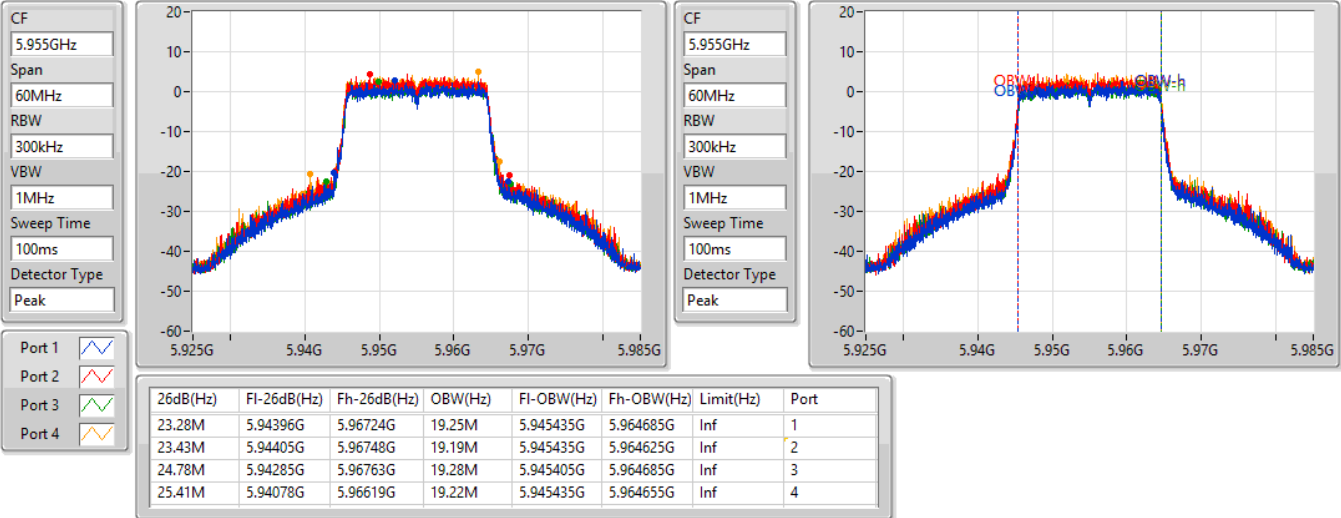 CF
5.955GHz
Span
60MHz
RBW
300kHz
VBW
1MHz
Sweep Time
100ms
Detector Type
Peak
20
10
0
-10
-20
-30
-40
-50
-60
5.925G 5.94G 5.95G 5.96G 5.97G 5.985G
CF
5.955GHz
Span
60MHz
RBW
300kHz
VBW
1MHz
Sweep Time
100ms
Detector Type
Peak
20
10
0
-10
-20
-30
-40
-50
-60
OBW-h
5.925G 5.94G 5.95G 5.96G 5.97G 5.985G
Port 1
Port 2
Port 3
Port 4
26dB(Hz) Fl-26dB(Hz) Fh-26dB(Hz) OBW(Hz) Fl-OBW(Hz) Fh-OBW(Hz) Limit(Hz) Port
23.28M 5.94396G 5.96724G 19.25M 5.945435G 5.964685G Inf 1
23.43M 5.94405G 5.96748G 19.19M 5.945435G 5.964625G Inf 2
24.78M 5.94285G 5.96763G 19.28M 5.945405G 5.964685G Inf 3
25.41M 5.94078G 5.96619G 19.22M 5.945435G 5.964655G Inf 4